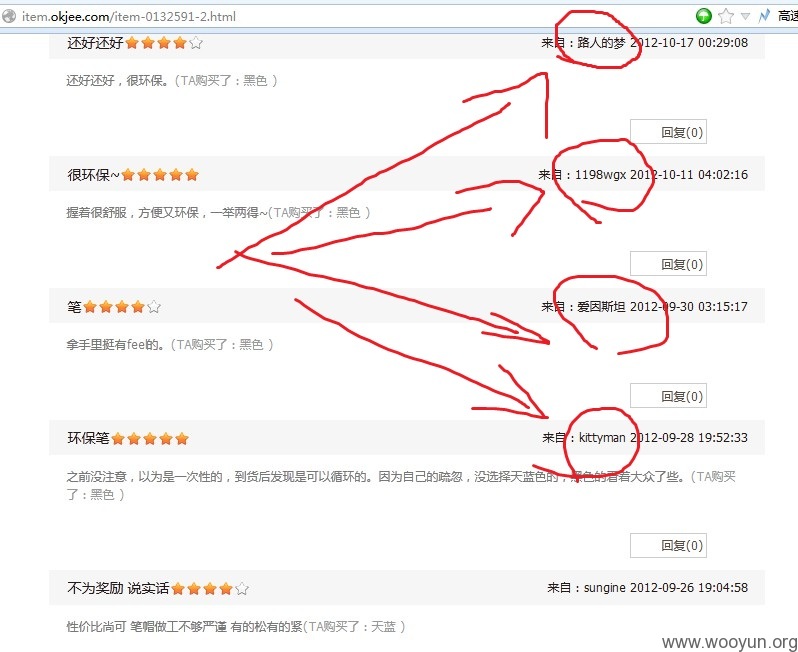 item.okjee.com/item-0132591-2.html
高速
还好还好 来自：路人的梦 2012-10-17 00:29:08
还好还好，很环保。(TA购买了：黑色 )
回复(0)
很环保~ 来自：1198wgx 2012-10-11 04:02:16
握着很舒服，方便又环保，一举两得~(TA购买了：黑色 )
回复(0)
笔 来自：爱因斯坦 2012-09-30 03:15:17
拿手里挺有feel的。(TA购买了：黑色 )
回复(0)
环保笔 来自：kittyman 2012-09-28 19:52:33
之前没注意，以为是一次性的，到货后发现是可以循环的。因为自己的疏忽，没选择天蓝色的，黑色的看着大众了些。(TA购买
了：黑色 )
回复(0)
不为奖励 说实话 来自：sungine 2012-09-26 19:04:58
性价比尚可 笔帽做工不够严谨 有的松有的紧(TA购买了：天蓝 )
www.wooyun.org